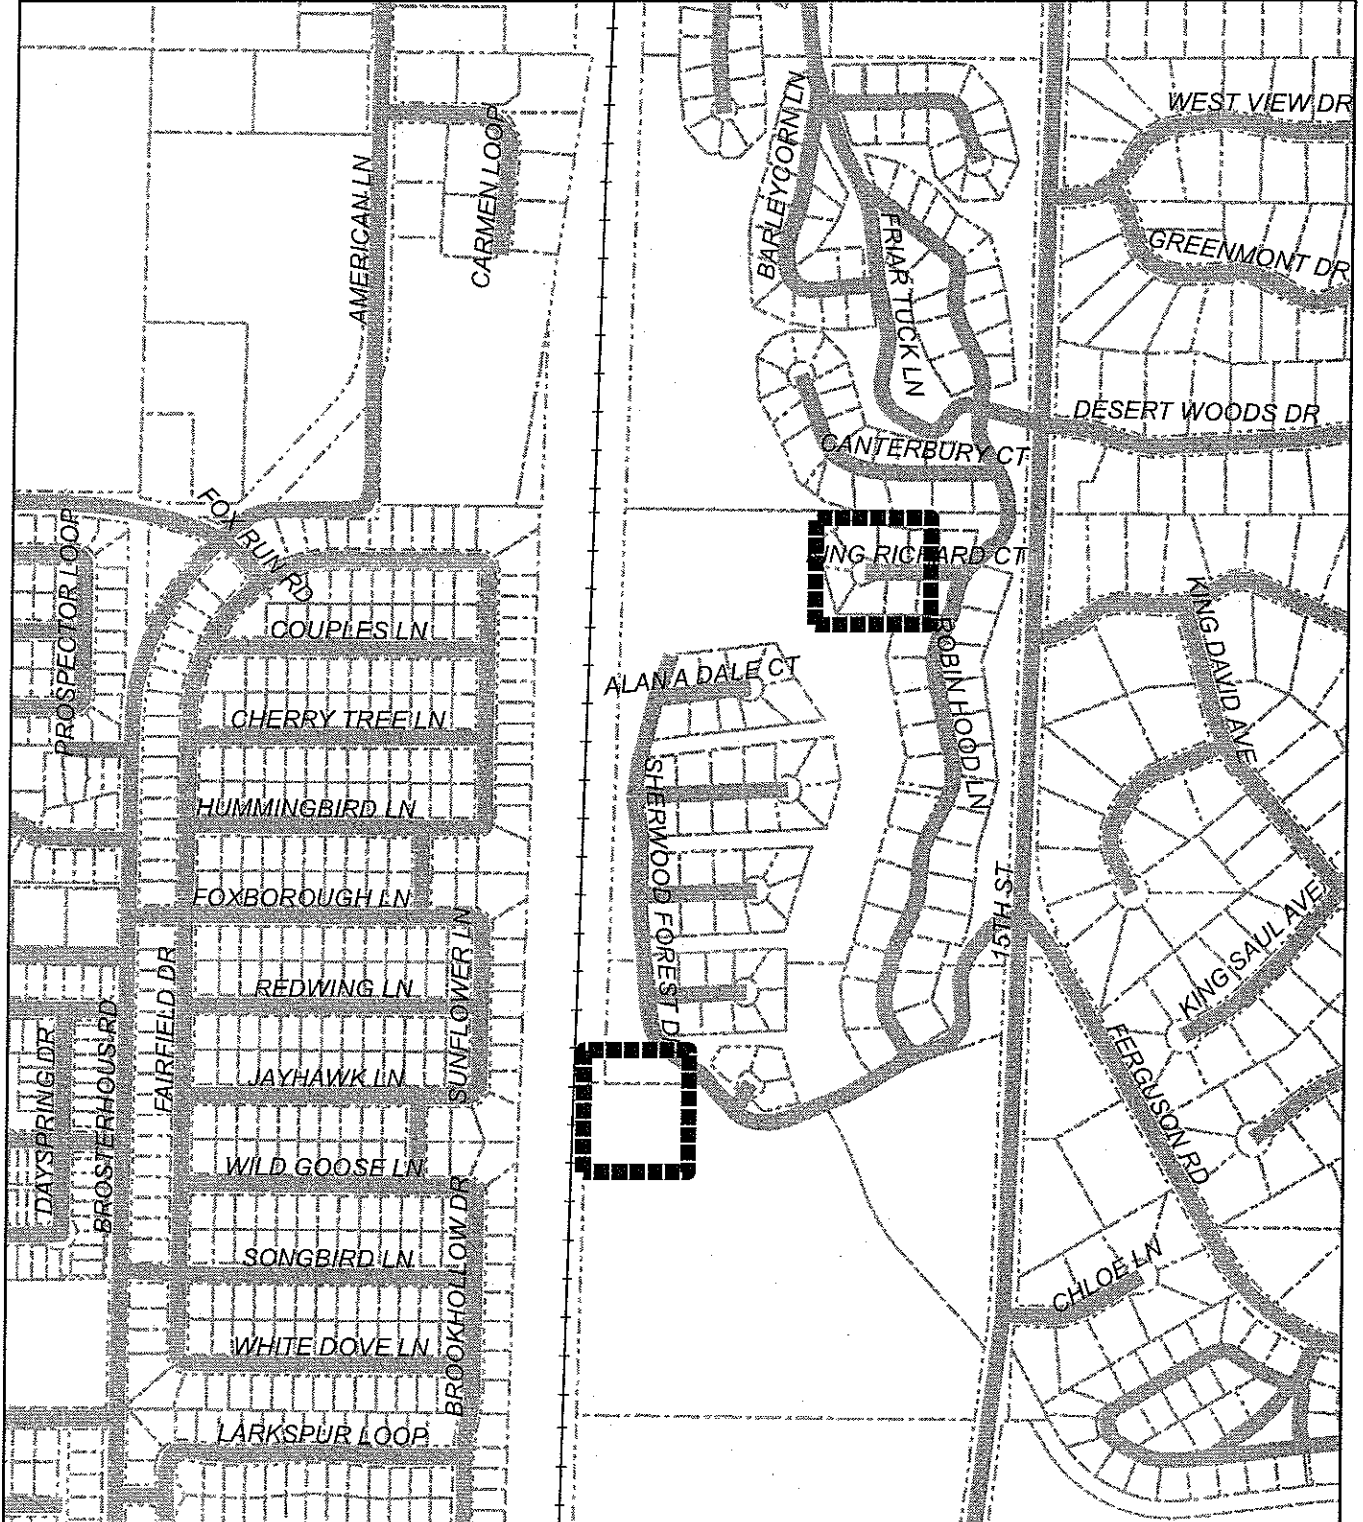 WEST VIEW DR
BARLEYCORN LN
CARMEN LOOP
AMERICAN LN
FRIAR TUCK LN
GREENMONT DR
DESERT WOODS DR
CANTERBURY CT
FOX RUN RD
PROSPECTOR LOOP
ING RICHARD CT
KING DAVID AVE
COUPLES LN
ROBIN HOOD LN
ALAN A DALE CT
CHERRY TREE LN
SHERWOOD FOREST D
HUMMINGBIRD LN
FOXBOROUGH LN
15TH ST
KING SAUL AVE
SUNFLOWER LN
FAIRFIELD DR
REDWING LN
BROSTERHOUS RD
DAYSPRING DR
FERGUSON RD
JAYHAWK LN
WILD GOOSE LN
BROOKHOLLOW DR
SONGBIRD LN
CHLOE LN
WHITE DOVE LN
LARKSPUR LOOP